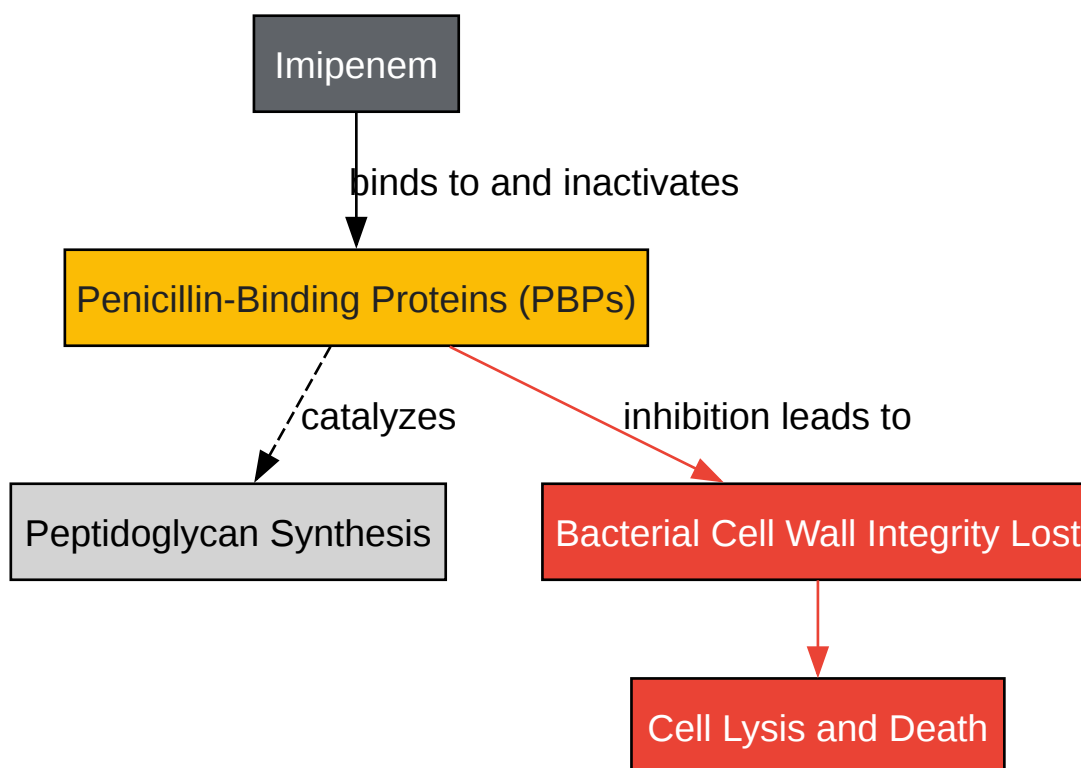 Imipenem
binds to and inactivates
Penicillin-Binding Proteins (PBPs)
catalyzes
inhibition leads to
Peptidoglycan Synthesis
Bacterial Cell Wall Integrity Lost
Cell Lysis and Death